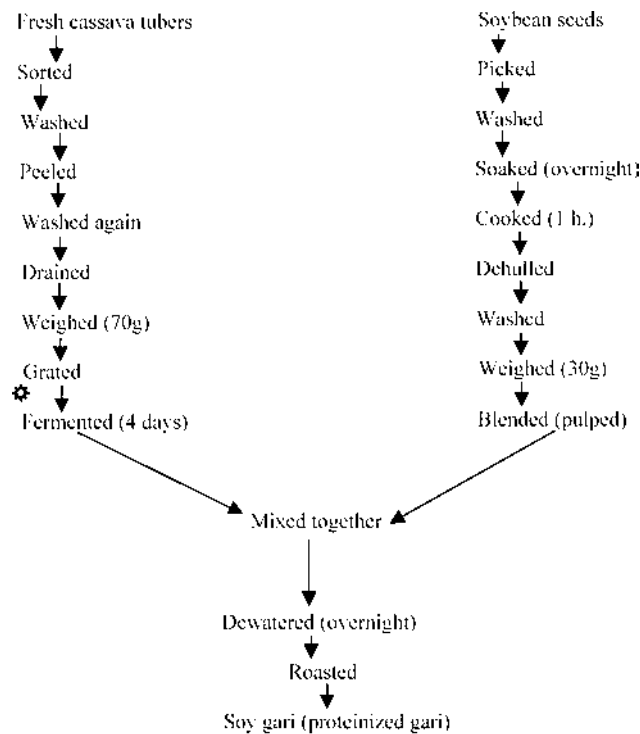 Fresh cassava tubers
Sorted
Washed
Peeled
Washed again
Drained
Weighed (70g)
Grated
Fermented (4 days)
Soybean seeds
Picked
Washed
Soaked (overnight)
Cooked (1 h.)
Dehulled
Washed
Weighed (30g)
Blended (pulped)
Mixed together
Dewatered (overnight)
Roasted
Soy gari (proteinized gari)